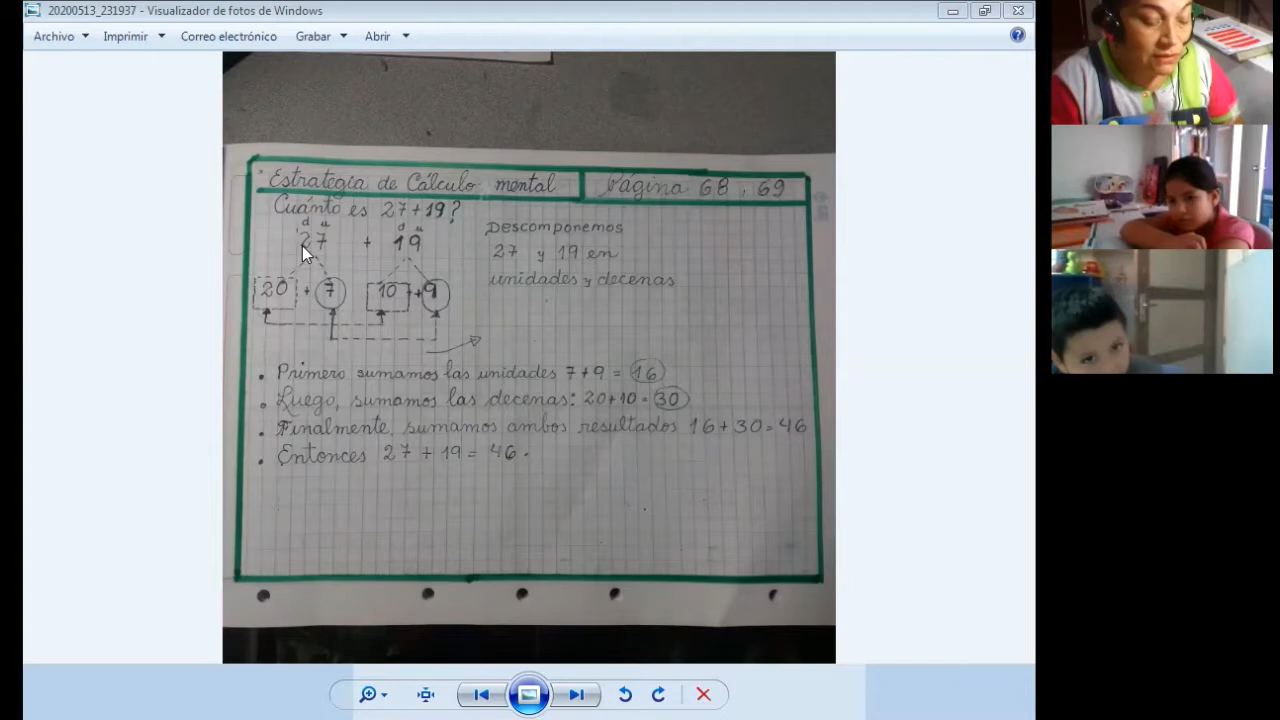 20200513_231937 - Visualizador de fotos de Windows
Archivo Imprimir Correo electrónico Grabar Abrir
Estrategia de Cálculo mental Página 68, 69
Cuánto es 27+19?
d u d u
27 + 19
20 + 7 10 + 9
Descomponemos
27 y 19 en
unidades y decenas
. Primero sumamos las unidades 7+9 = 16
. Luego, sumamos las decenas: 20+10 = 30
. Finalmente, sumamos ambos resultados 16 + 30 = 46
. Entonces 27 + 19 = 46.